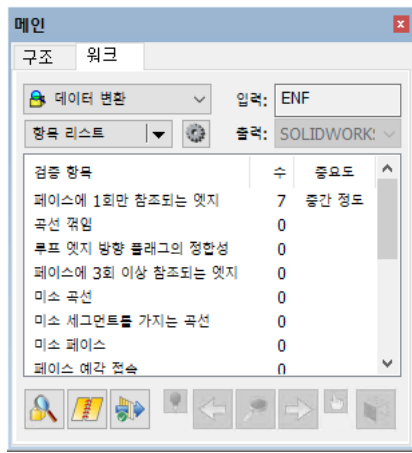 메인
구조 워크
데이터 변환 입력: ENF
항목 리스트 출력: SOLIDWORK
검증 항목 수 중요도
페이스에 1회만 참조되는 엣지 7 중간 정도
곡선 꺾임 0
루프 엣지 방향 플래그의 정합성 0
페이스에 3회 이상 참조되는 엣지 0
미소 곡선 0
미소 세그먼트를 가지는 곡선 0
미소 페이스 0
페이스 예각 접속 0